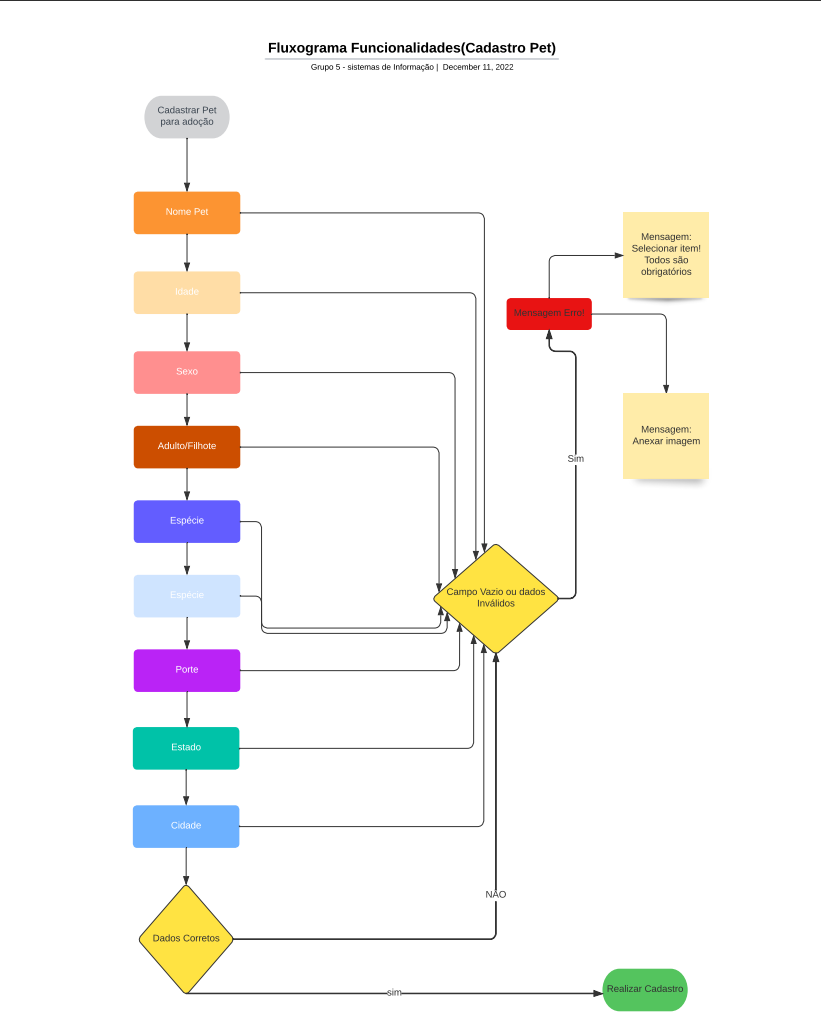 Fluxograma Funcionalidades(Cadastro Pet)
Grupo 5 - sistemas de Informação | December 11, 2022
Cadastrar Pet
para adoção
Nome Pet
Mensagem:
Selecionar item!
Todos são
obrigatórios
Idade
Mensagem Erro!
Sexo
Mensagem:
Anexar imagem
Adulto/Filhote
Sim
Espécie
Espécie
Campo Vazio ou dados
Inválidos
Porte
Estado
Cidade
NÃO
Dados Corretos
sim
Realizar Cadastro